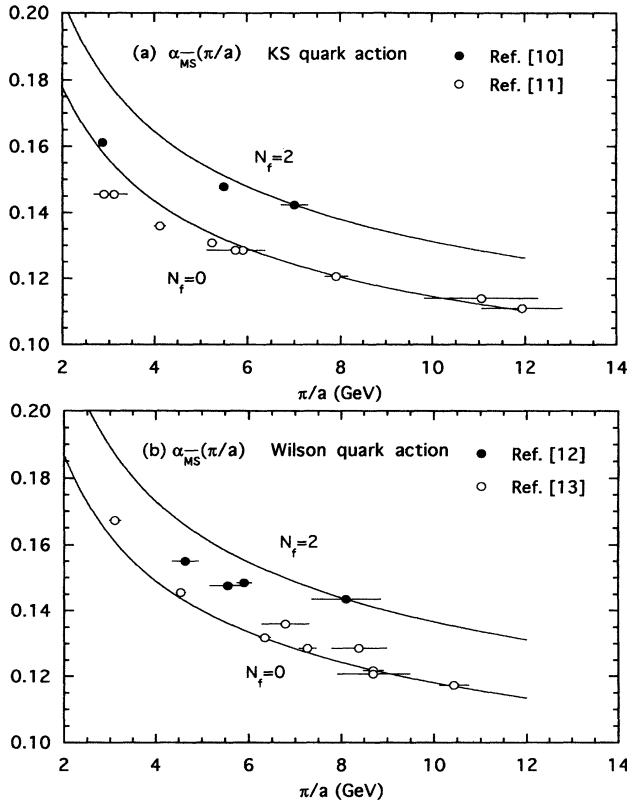 0.20
(a) α_M̅S̅(π/a) KS quark action ● Ref. [10]
○ Ref. [11]
0.18
0.16
N_f=2
0.14
N_f=0
0.12
0.10
2 4 6 8 10 12 14
π/a (GeV)
0.20
(b) α_M̅S̅(π/a) Wilson quark action ● Ref. [12]
○ Ref. [13]
0.18
0.16
N_f=2
0.14
0.12
N_f=0
0.10
2 4 6 8 10 12 14
π/a (GeV)